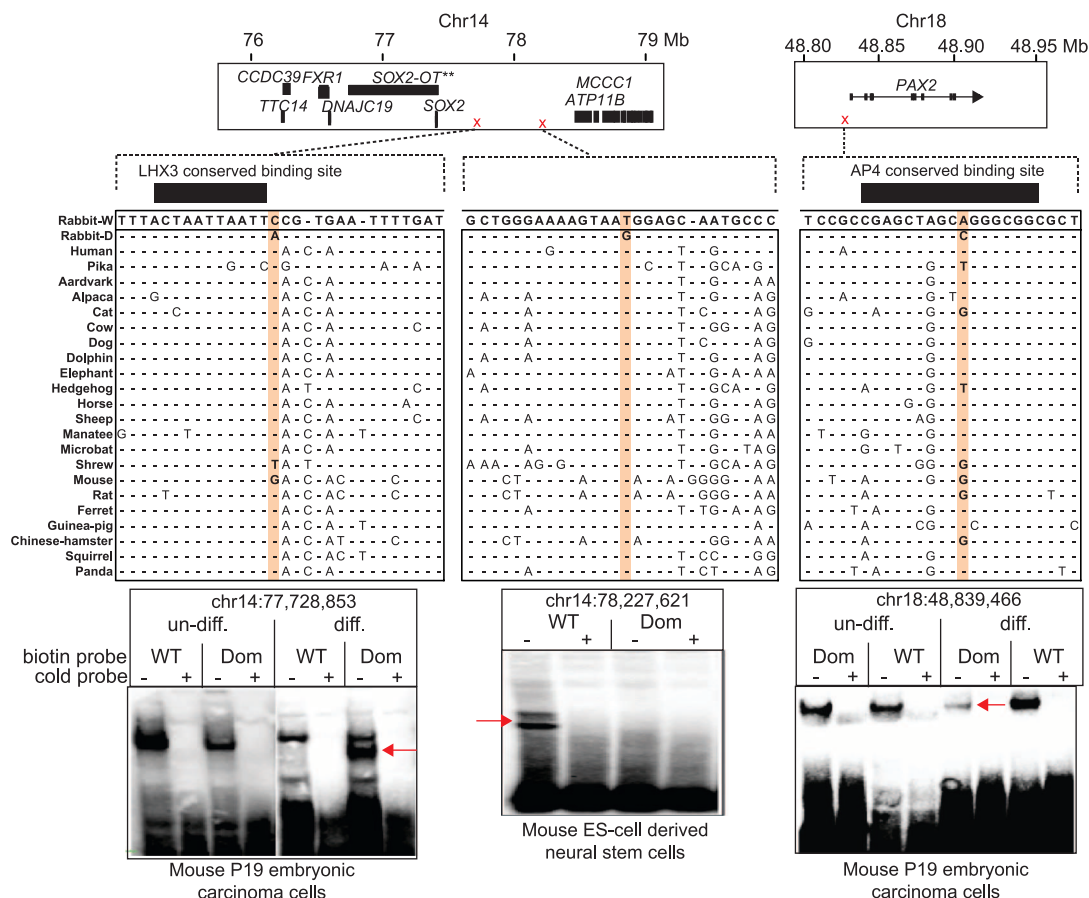 Chr14
Chr18
76 77 78 79 Mb
48.80 48.85 48.90 48.95 Mb
CCDC39 FXR1 SOX2-OT** MCCC1
TTC14 DNAJC19 SOX2 ATP11B
PAX2
x x x
LHX3 conserved binding site
AP4 conserved binding site
Rabbit-W TTTACTAATTAATTCCG-TGAA-TTTTGAT GCTGGGAAAAGTAATGGAGC-AATGCCC TCCGCCGAGCTAGCAGGGCGGCGCT
Rabbit-D A G C
Human A C A G T G A
Pika G C G A A C G C A G G T
Aardvark A C A T G A A G
Alpaca G A C A A A T G A G A G T
Cat C A C A A T C A G G A G G
Cow A C A C A A T G G A G G
Dog A C A A T C A G G G
Dolphin A C A A A T G A G G
Elephant A C A A A T G A A G
Hedgehog A T C A T G C A G A G T
Horse A C A A T G A G G G
Sheep A C A C A A A T G G A G A G
Manatee G T A C A T T G A A T G G
Microbat A C A A T G T A G G T G
Shrew T A T A A A A G G T G C A G G G G
Mouse G A C A C C C T A A A G G G G A A T A G G
Rat T A C A C C C T A A A G G G A A A G G T
Ferret A C A A T T G A A G T A G
Guinea-pig A C A T A A A C G C C
Chinese-hamster A C A T C C T A A G G A A A G G
Squirrel A C A C T T C C G G A G
Panda A C A A T C T A G T A G T
chr14:77,728,853
un-diff. diff.
biotin probe WT Dom WT Dom
cold probe - + - + - + - +
Mouse P19 embryonic
carcinoma cells
chr14:78,227,621
WT Dom
- + - +
Mouse ES-cell derived
neural stem cells
chr18:48,839,466
un-diff. diff.
Dom WT Dom WT
- + - + - + - +
Mouse P19 embryonic
carcinoma cells